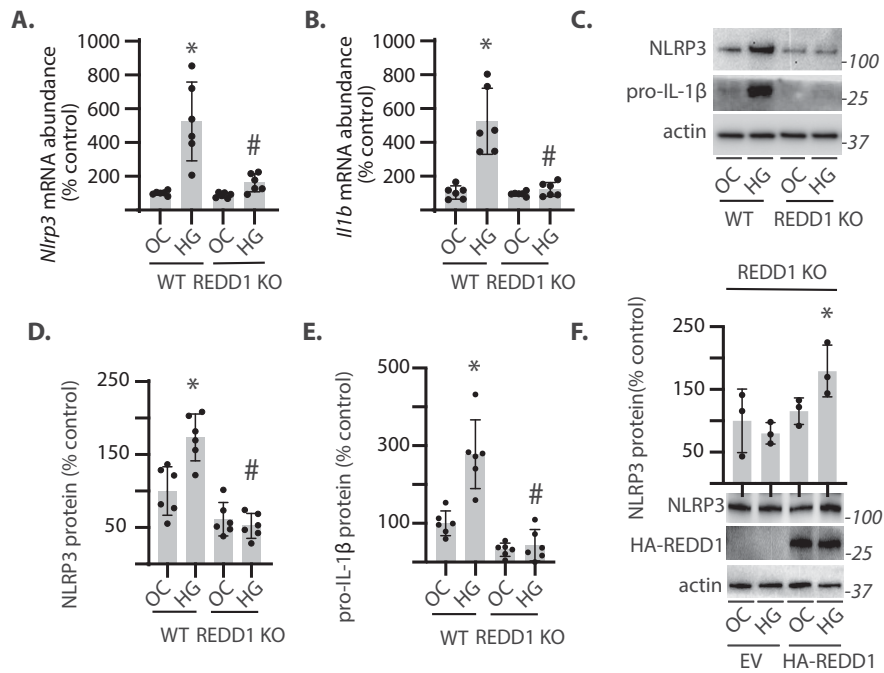 A.
Nlrp3 mRNA abundance
(% control)
1000
800
600
400
200
*
#
OC
HG
OC
HG
WT REDD1 KO
B.
Il1b mRNA abundance
(% control)
1000
800
600
400
200
*
#
OC
HG
OC
HG
WT REDD1 KO
C.
NLRP3
-100
pro-IL-1β
-25
actin
-37
OC
HG
OC
HG
WT REDD1 KO
D.
NLRP3 protein (% control)
250
150
50
*
#
OC
HG
OC
HG
WT REDD1 KO
E.
pro-IL-1β protein (% control)
500
300
100
*
#
OC
HG
OC
HG
WT REDD1 KO
F.
REDD1 KO
NLRP3 protein(% control)
250
150
50
*
NLRP3
-100
HA-REDD1
-25
actin
-37
OC
HG
OC
HG
EV HA-REDD1